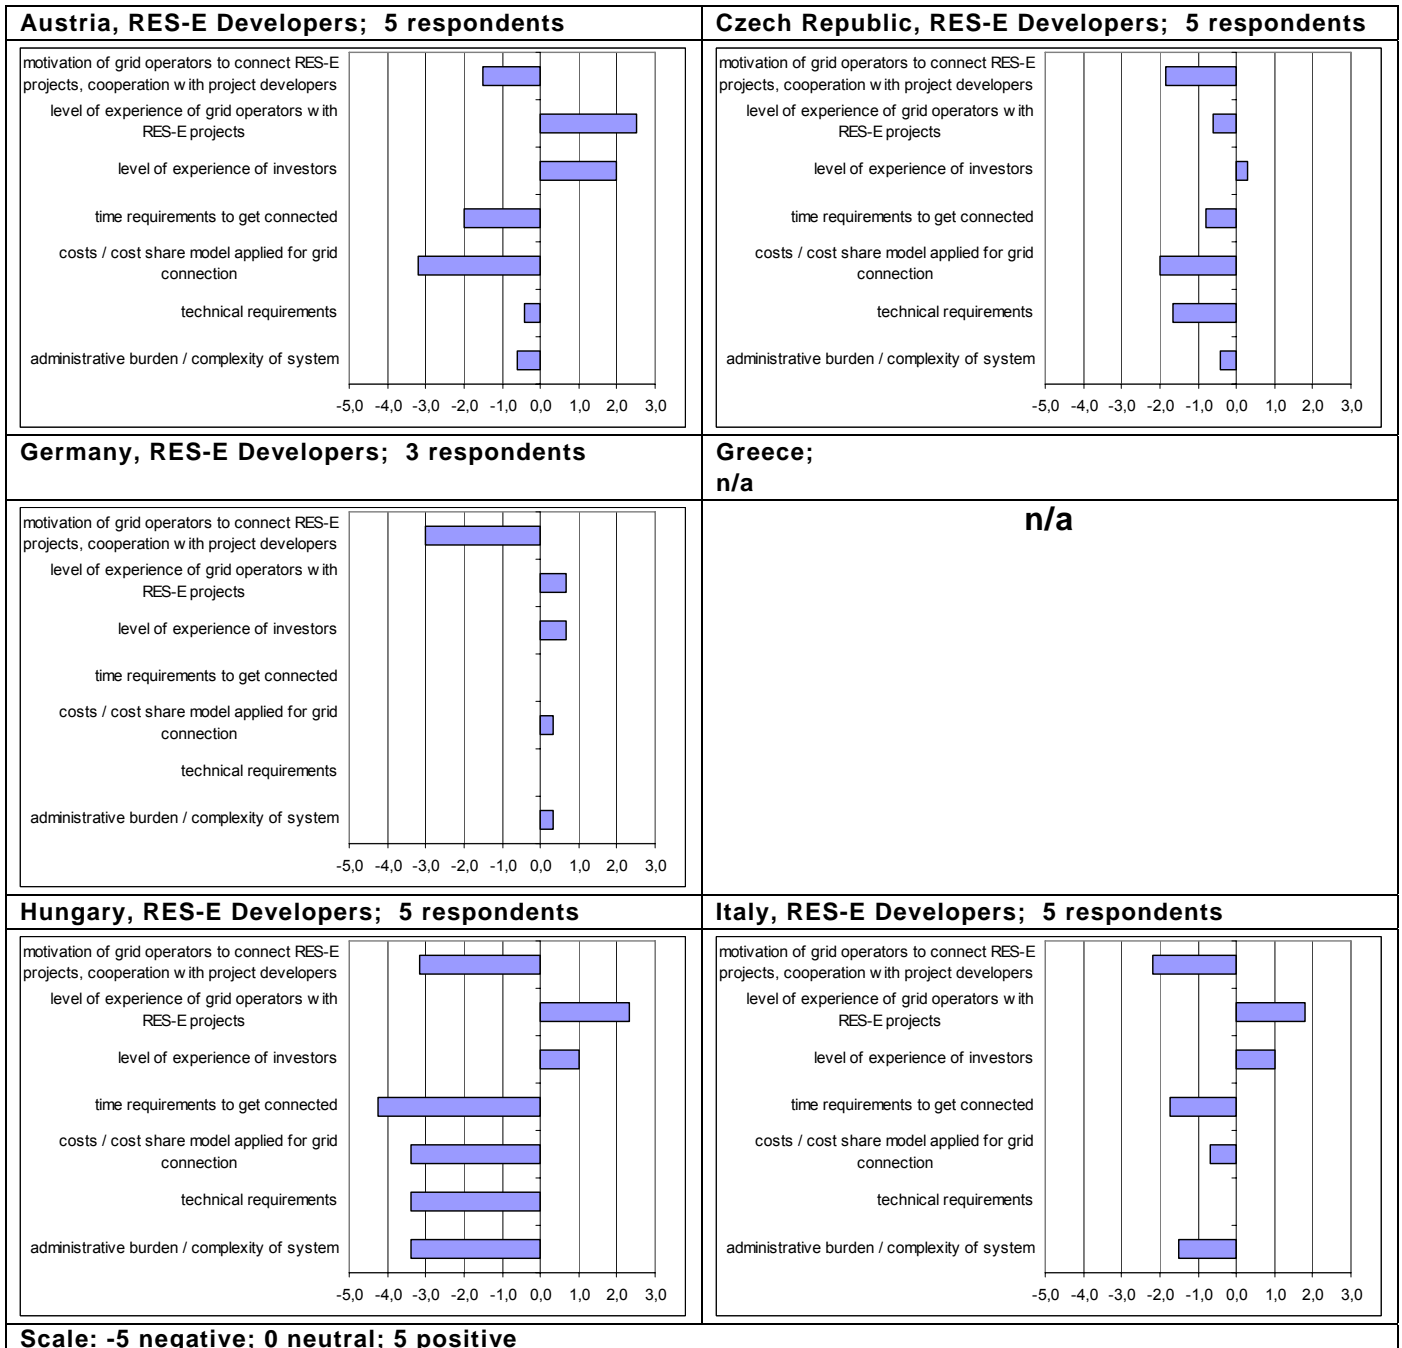 Austria, RES-E Developers; 5 respondents
motivation of grid operators to connect RES-E
projects, cooperation with project developers
level of experience of grid operators with
RES-E projects
level of experience of investors
time requirements to get connected
costs / cost share model applied for grid
connection
technical requirements
administrative burden / complexity of system
-5,0 -4,0 -3,0 -2,0 -1,0 0,0 1,0 2,0 3,0
Czech Republic, RES-E Developers; 5 respondents
motivation of grid operators to connect RES-E
projects, cooperation with project developers
level of experience of grid operators with
RES-E projects
level of experience of investors
time requirements to get connected
costs / cost share model applied for grid
connection
technical requirements
administrative burden / complexity of system
-5,0 -4,0 -3,0 -2,0 -1,0 0,0 1,0 2,0 3,0
Germany, RES-E Developers; 3 respondents
motivation of grid operators to connect RES-E
projects, cooperation with project developers
level of experience of grid operators with
RES-E projects
level of experience of investors
time requirements to get connected
costs / cost share model applied for grid
connection
technical requirements
administrative burden / complexity of system
-5,0 -4,0 -3,0 -2,0 -1,0 0,0 1,0 2,0 3,0
Greece;
n/a
n/a
Hungary, RES-E Developers; 5 respondents
motivation of grid operators to connect RES-E
projects, cooperation with project developers
level of experience of grid operators with
RES-E projects
level of experience of investors
time requirements to get connected
costs / cost share model applied for grid
connection
technical requirements
administrative burden / complexity of system
-5,0 -4,0 -3,0 -2,0 -1,0 0,0 1,0 2,0 3,0
Italy, RES-E Developers; 5 respondents
motivation of grid operators to connect RES-E
projects, cooperation with project developers
level of experience of grid operators with
RES-E projects
level of experience of investors
time requirements to get connected
costs / cost share model applied for grid
connection
technical requirements
administrative burden / complexity of system
-5,0 -4,0 -3,0 -2,0 -1,0 0,0 1,0 2,0 3,0
Scale: -5 negative; 0 neutral; 5 positive